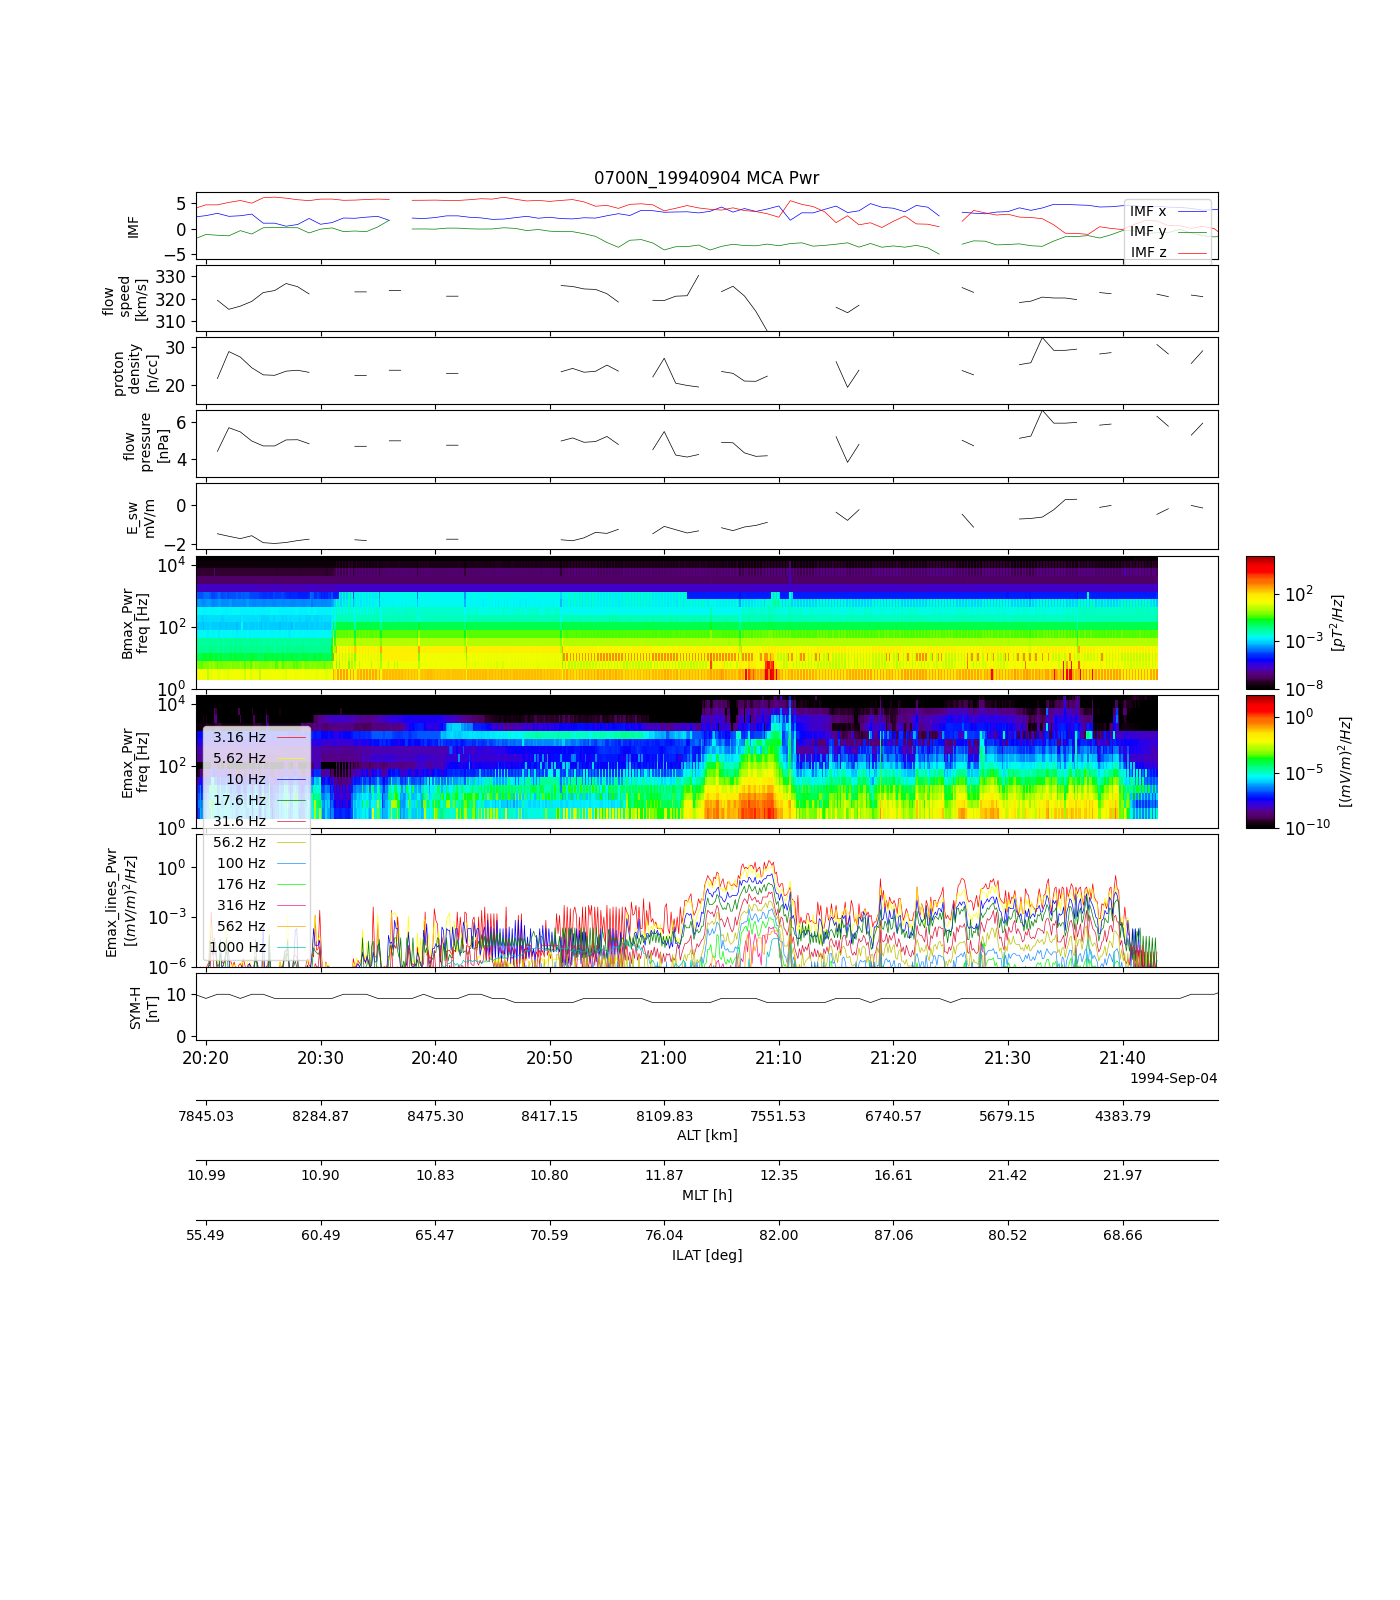 0700N_19940904 MCA Pwr
5
0
−5
IMF
IMF x
IMF y
IMF z
330
320
310
flow
speed
[km/s]
30
20
proton
density
[n/cc]
6
4
flow
pressure
[nPa]
0
−2
E_sw
mV/m
10^4
10^2
10^0
Bmax_Pwr
freq [Hz]
10^2
10^−3
10^−8
[pT^2/Hz]
10^4
10^2
10^0
Emax_Pwr
freq [Hz]
10^0
10^−5
10^−10
[(mV/m)^2/Hz]
3.16 Hz
5.62 Hz
10 Hz
17.6 Hz
31.6 Hz
56.2 Hz
100 Hz
176 Hz
316 Hz
562 Hz
1000 Hz
10^0
10^−3
10^−6
Emax_lines_Pwr
[(mV/m)^2/Hz]
10
0
SYM-H
[nT]
20:20 20:30 20:40 20:50 21:00 21:10 21:20 21:30 21:40
1994-Sep-04
7845.03 8284.87 8475.30 8417.15 8109.83 7551.53 6740.57 5679.15 4383.79
ALT [km]
10.99 10.90 10.83 10.80 11.87 12.35 16.61 21.42 21.97
MLT [h]
55.49 60.49 65.47 70.59 76.04 82.00 87.06 80.52 68.66
ILAT [deg]